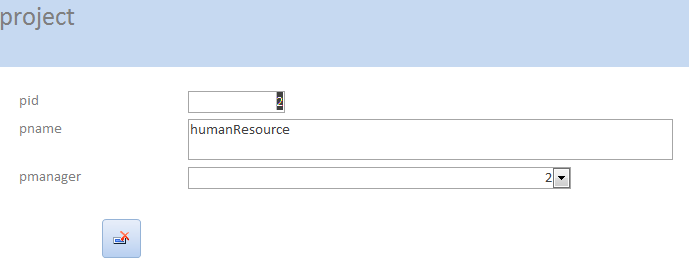 project
pid 2
pname humanResource
pmanager 2